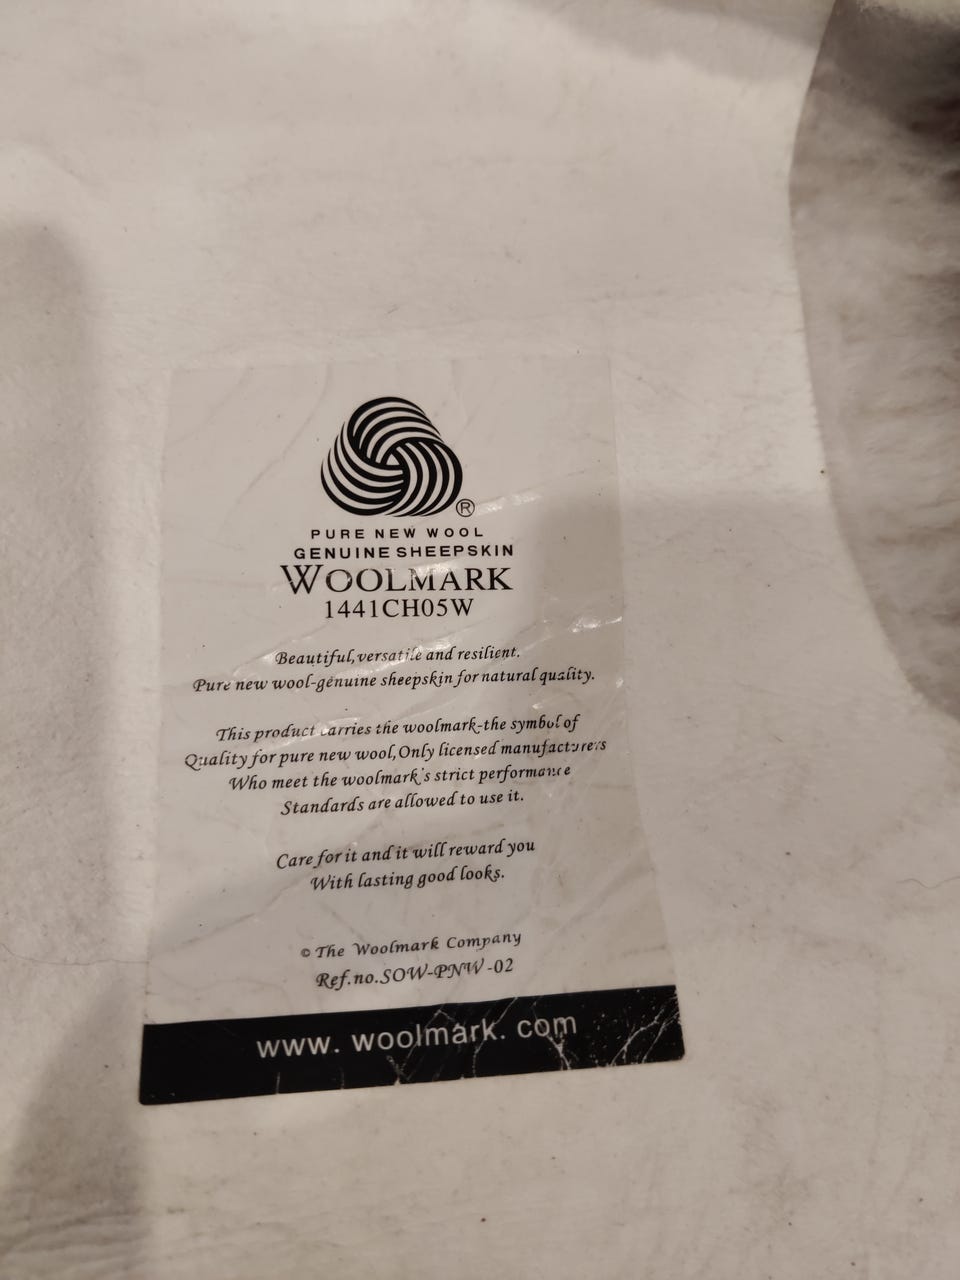 ®
PURE NEW WOOL
GENUINE SHEEPSKIN
WOOLMARK
1441CH05W
Beautiful,versatile and resilient.
Pure new wool-genuine sheepskin for natural quality.
This product carries the woolmark-the symbol of
Quality for pure new wool,Only licensed manufacturers
Who meet the woolmark's strict performance
Standards are allowed to use it.
Care for it and it will reward you
With lasting good looks.
© The Woolmark Company
Ref.no.SOW-PNW-02
www. woolmark. com